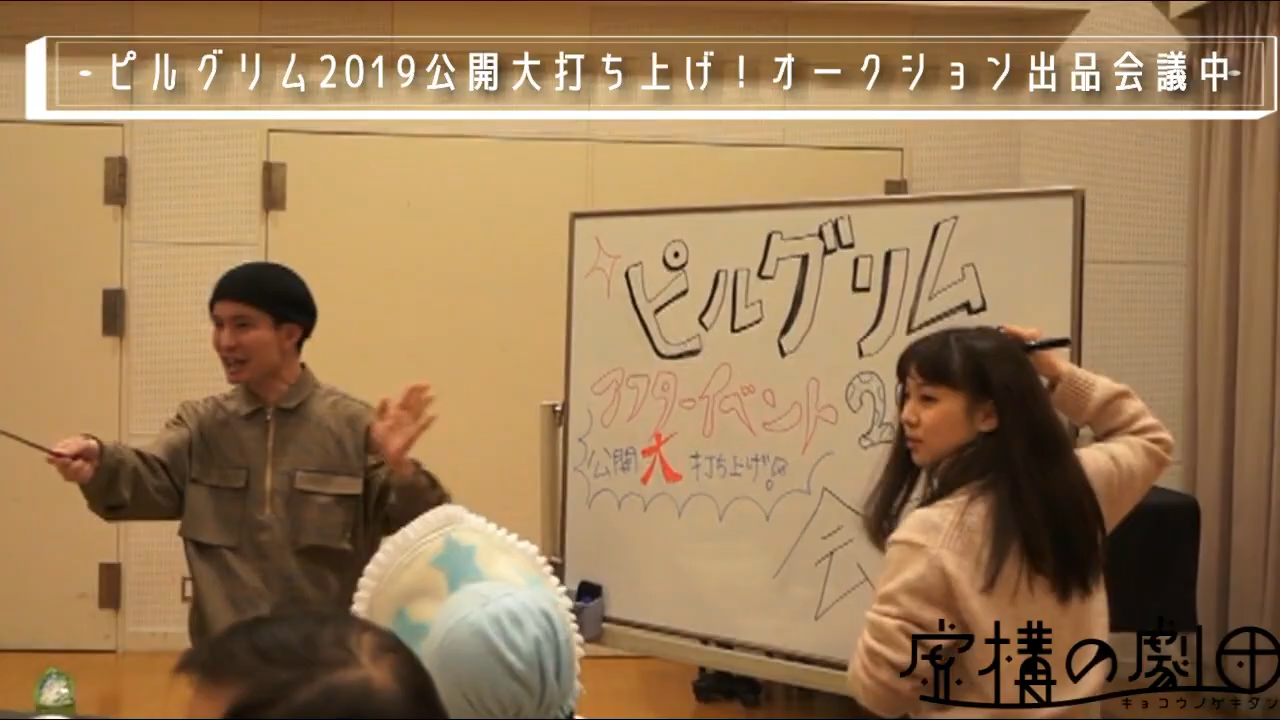 -ピルグリム2019公開大打ち上げ！オークション出品会議中-
ピルグリム
アフターイベント 2
公開大打ち上げ!@
会
虚構の劇団
キョコウノゲキダン